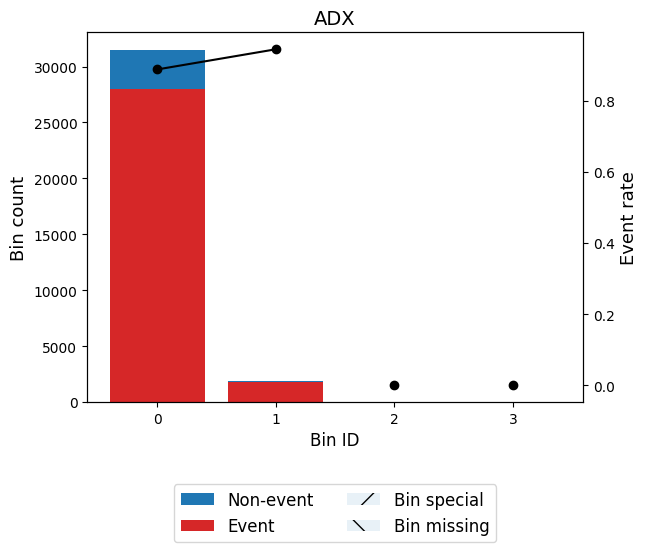 ADX
30000
25000
20000
15000
10000
5000
0
Bin count
0.8
0.6
0.4
0.2
0.0
Event rate
0 1 2 3
Bin ID
Non-event Bin special
Event Bin missing